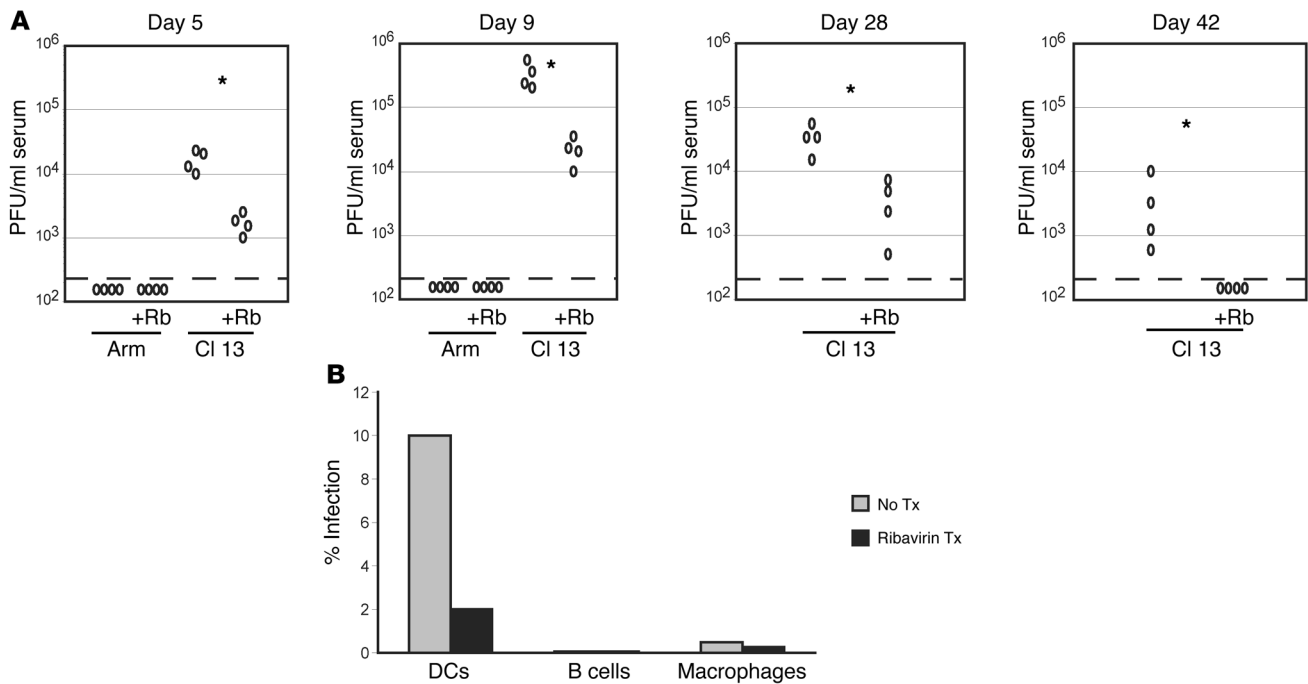 A
Day 5
Day 9
Day 28
Day 42
PFU/ml serum
10^6
10^5
10^4
10^3
10^2
*
+Rb +Rb
Arm Cl 13
PFU/ml serum
10^6
10^5
10^4
10^3
10^2
*
+Rb +Rb
Arm Cl 13
PFU/ml serum
10^6
10^5
10^4
10^3
10^2
*
+Rb
Cl 13
PFU/ml serum
10^6
10^5
10^4
10^3
10^2
*
+Rb
Cl 13
B
% Infection
12
10
8
6
4
2
0
DCs B cells Macrophages
No Tx
Ribavirin Tx